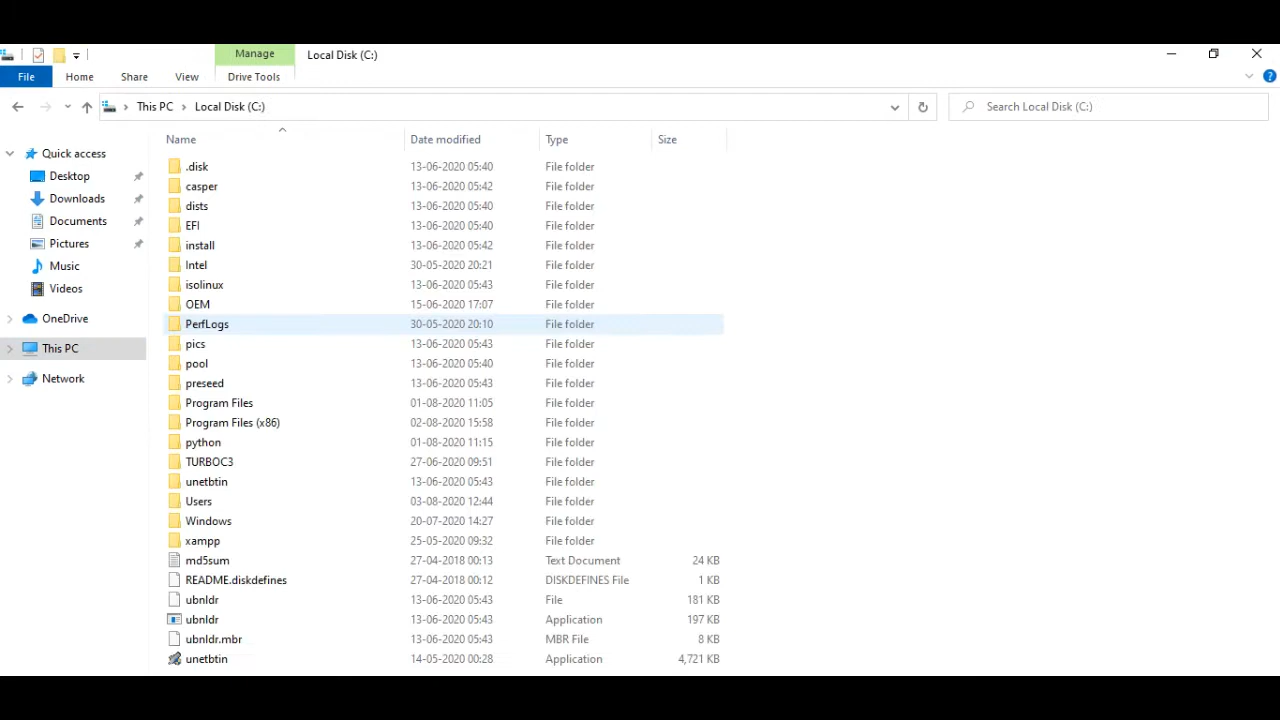 Manage
Local Disk (C:)
File Home Share View Drive Tools
This PC Local Disk (C:)
Search Local Disk (C:)
Quick access
Desktop
Downloads
Documents
Pictures
Music
Videos
OneDrive
This PC
Network
Name Date modified Type Size
.disk 13-06-2020 05:40 File folder
casper 13-06-2020 05:42 File folder
dists 13-06-2020 05:40 File folder
EFI 13-06-2020 05:40 File folder
install 13-06-2020 05:42 File folder
Intel 30-05-2020 20:21 File folder
isolinux 13-06-2020 05:43 File folder
OEM 15-06-2020 17:07 File folder
PerfLogs 30-05-2020 20:10 File folder
pics 13-06-2020 05:43 File folder
pool 13-06-2020 05:40 File folder
preseed 13-06-2020 05:43 File folder
Program Files 01-08-2020 11:05 File folder
Program Files (x86) 02-08-2020 15:58 File folder
python 01-08-2020 11:15 File folder
TURBOC3 27-06-2020 09:51 File folder
unetbtin 13-06-2020 05:43 File folder
Users 03-08-2020 12:44 File folder
Windows 20-07-2020 14:27 File folder
xampp 25-05-2020 09:32 File folder
md5sum 27-04-2018 00:13 Text Document 24 KB
README.diskdefines 27-04-2018 00:12 DISKDEFINES File 1 KB
ubnldr 13-06-2020 05:43 File 181 KB
ubnldr 13-06-2020 05:43 Application 197 KB
ubnldr.mbr 13-06-2020 05:43 MBR File 8 KB
unetbtin 14-05-2020 00:28 Application 4,721 KB